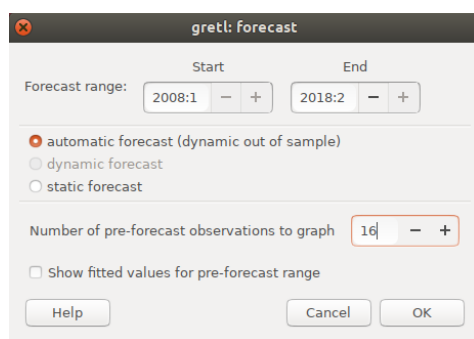 gretl: forecast
Start End
Forecast range: 2008:1 − + 2018:2 − +
automatic forecast (dynamic out of sample)
dynamic forecast
static forecast
Number of pre-forecast observations to graph 16 − +
Show fitted values for pre-forecast range
Help Cancel OK